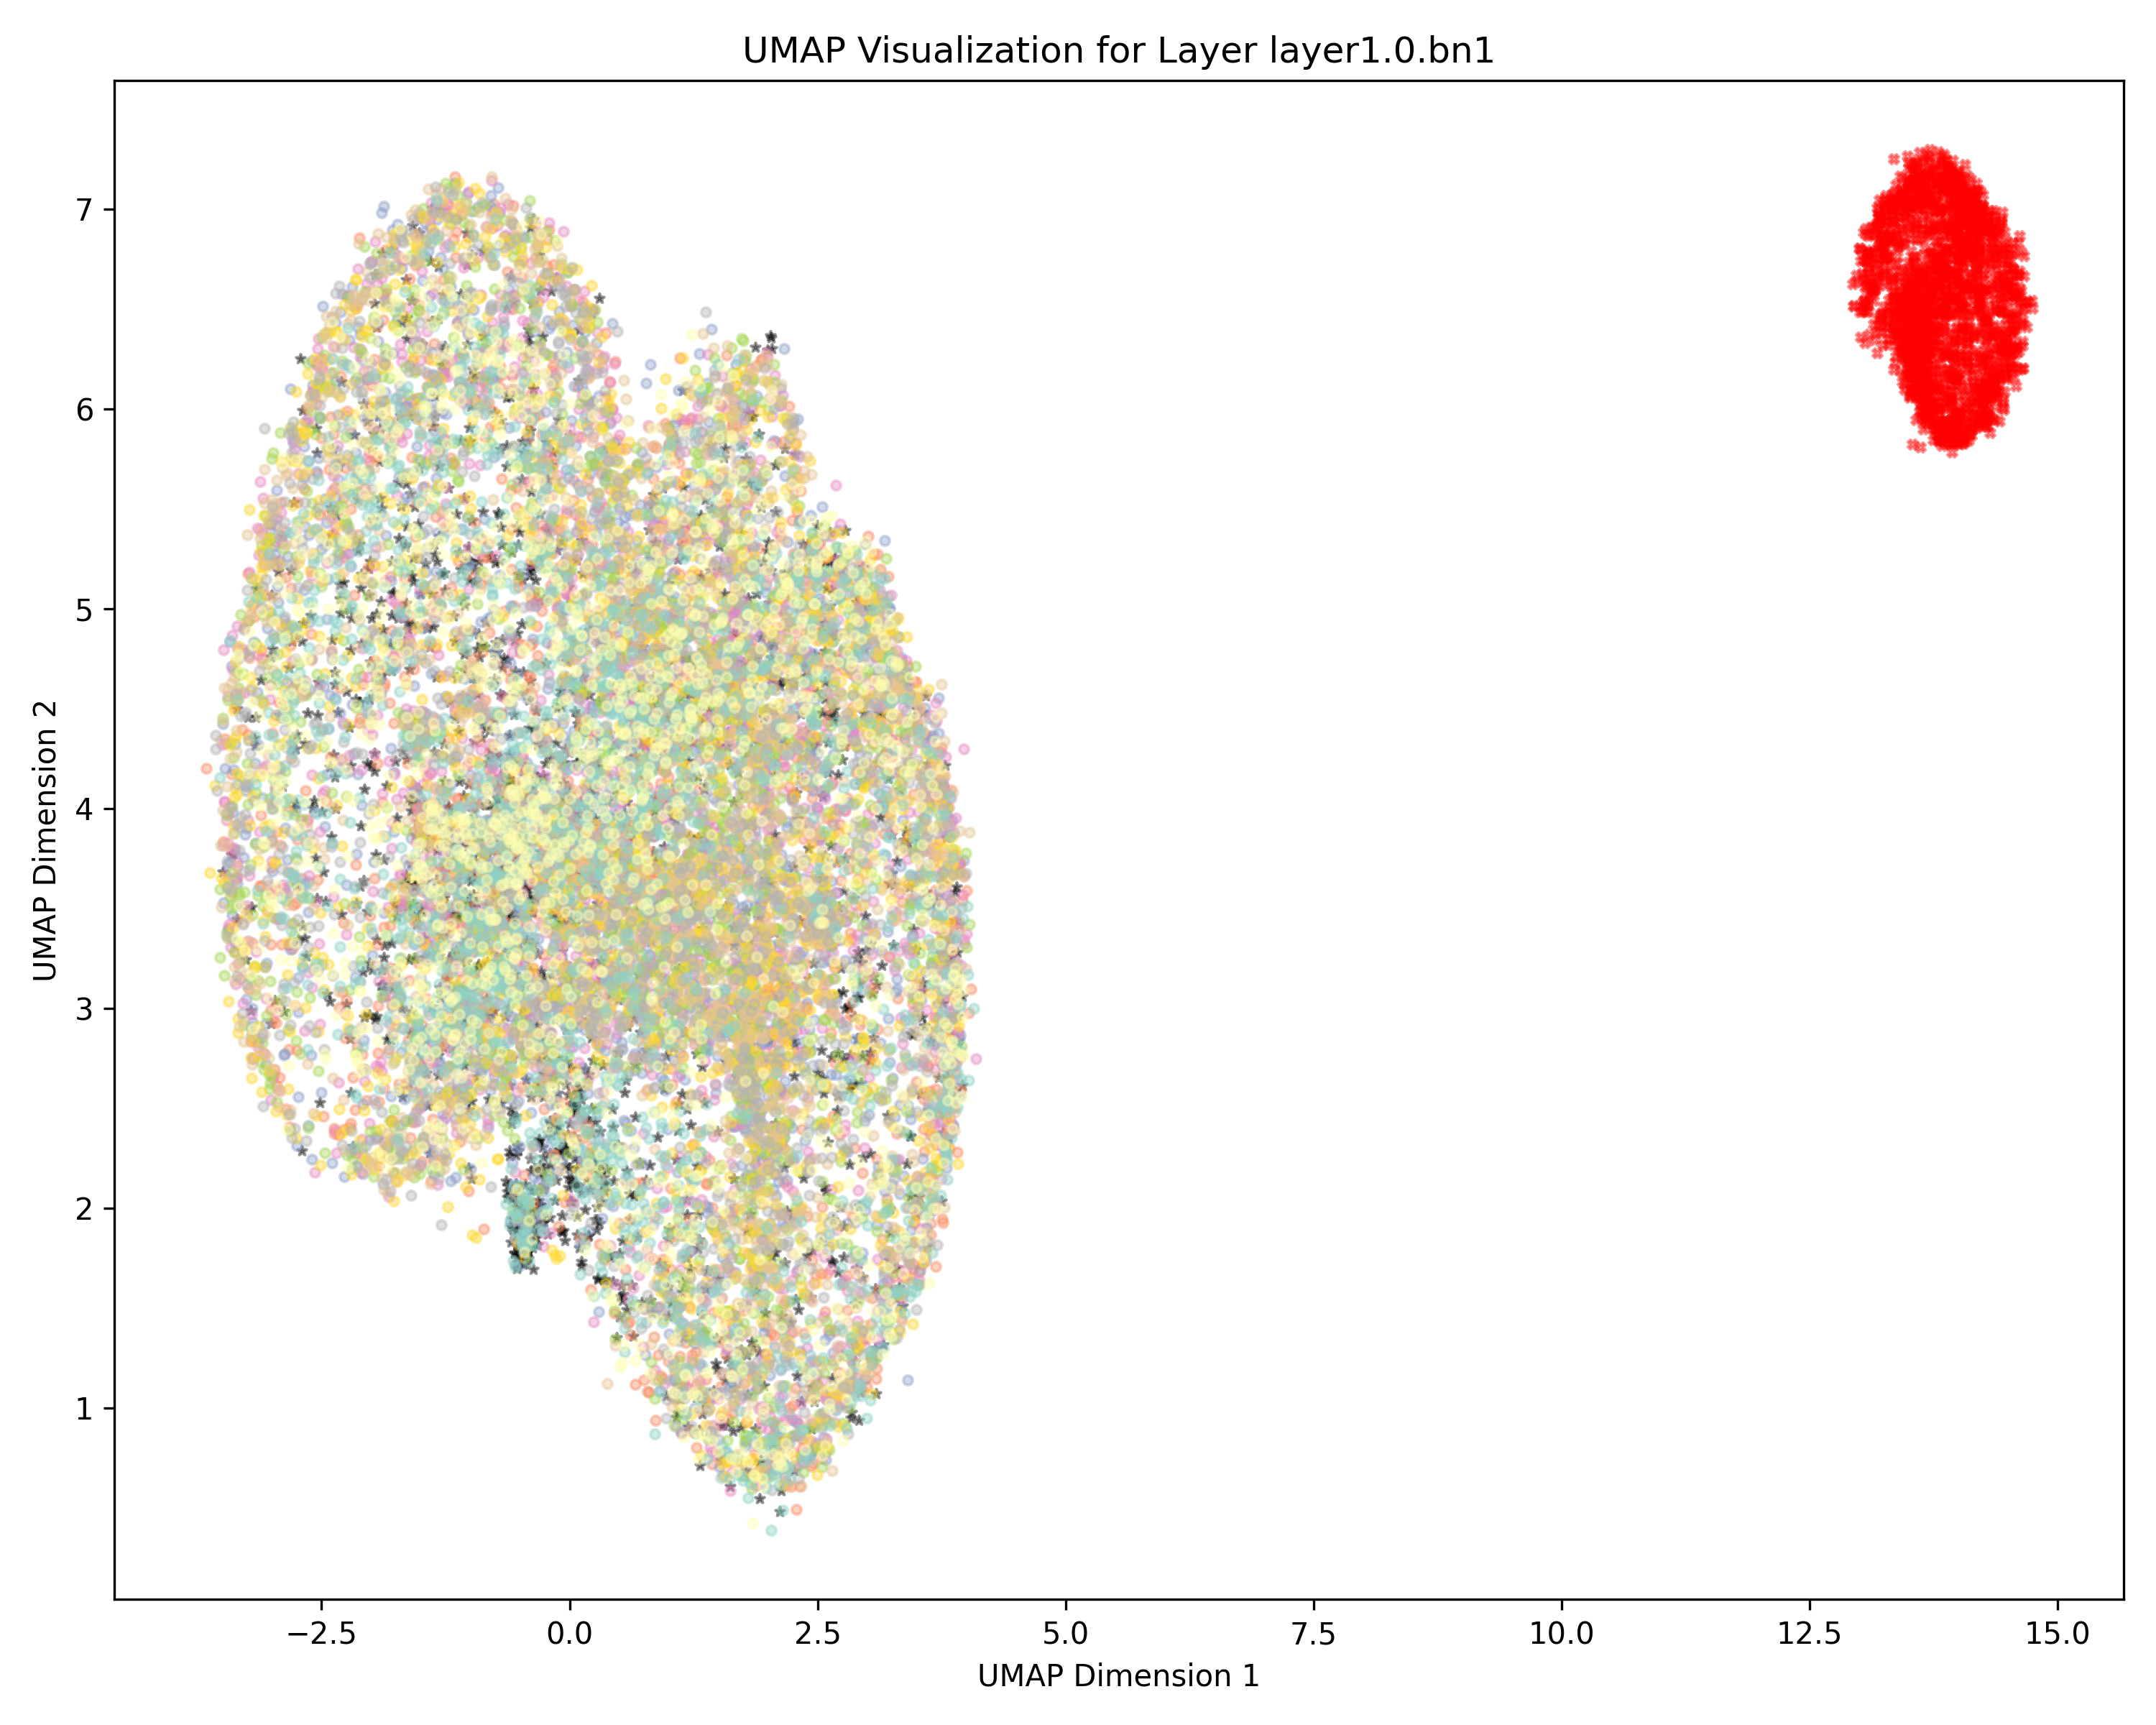 UMAP Visualization for Layer layer1.0.bn1
UMAP Dimension 2
7
6
5
4
3
2
1
−2.5 0.0 2.5 5.0 7.5 10.0 12.5 15.0
UMAP Dimension 1